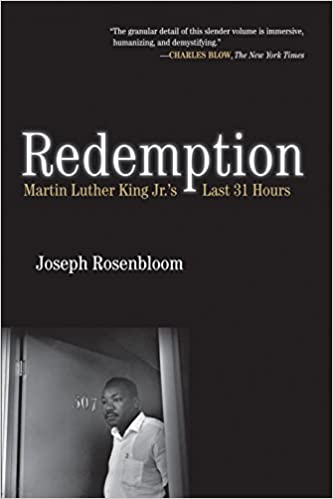 "The granular detail of this slender volume is immersive,
humanizing, and demystifying."
—CHARLES BLOW, The New York Times
Redemption
Martin Luther King Jr.'s Last 31 Hours
Joseph Rosenbloom
307